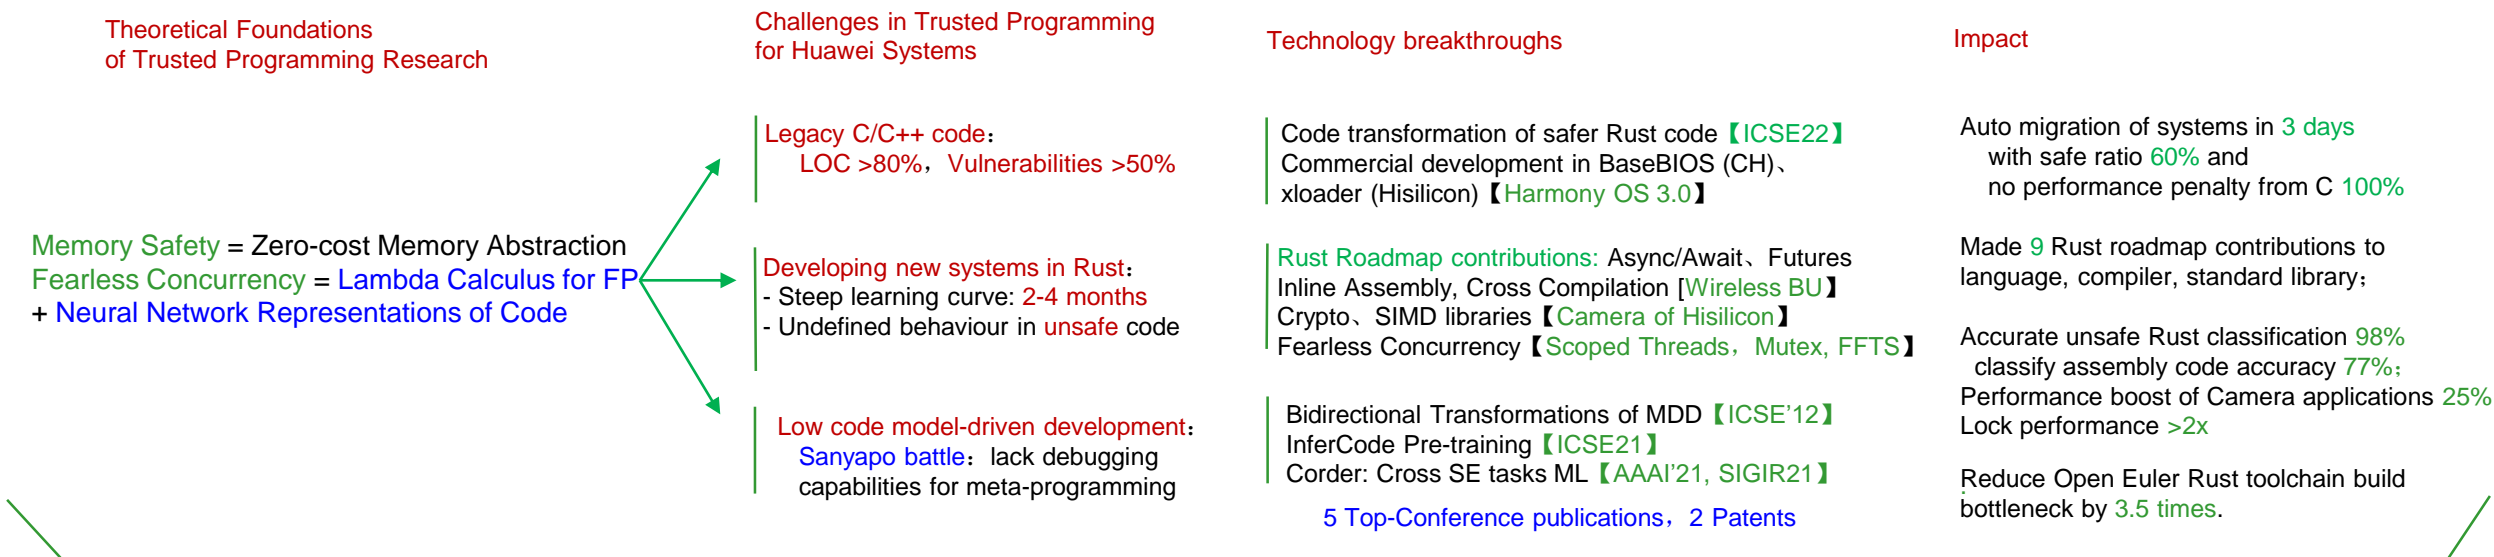 Theoretical Foundations
of Trusted Programming Research
Memory Safety = Zero-cost Memory Abstraction
Fearless Concurrency = Lambda Calculus for FP
+ Neural Network Representations of Code
Challenges in Trusted Programming
for Huawei Systems
Legacy C/C++ code：
LOC >80%，Vulnerabilities >50%
Developing new systems in Rust：
- Steep learning curve: 2-4 months
- Undefined behaviour in unsafe code
Low code model-driven development：
Sanyapo battle：lack debugging
capabilities for meta-programming
Technology breakthroughs
Code transformation of safer Rust code【ICSE22】
Commercial development in BaseBIOS (CH)、
xloader (Hisilicon)【Harmony OS 3.0】
Rust Roadmap contributions: Async/Await、Futures
Inline Assembly, Cross Compilation [Wireless BU】
Crypto、SIMD libraries【Camera of Hisilicon】
Fearless Concurrency【Scoped Threads，Mutex, FFTS】
Bidirectional Transformations of MDD【ICSE'12】
InferCode Pre-training【ICSE21】
Corder: Cross SE tasks ML【AAAI'21, SIGIR21】
5 Top-Conference publications，2 Patents
Impact
Auto migration of systems in 3 days
with safe ratio 60% and
no performance penalty from C 100%
Made 9 Rust roadmap contributions to
language, compiler, standard library；
Accurate unsafe Rust classification 98%
classify assembly code accuracy 77%；
Performance boost of Camera applications 25%
Lock performance >2x
Reduce Open Euler Rust toolchain build
bottleneck by 3.5 times.